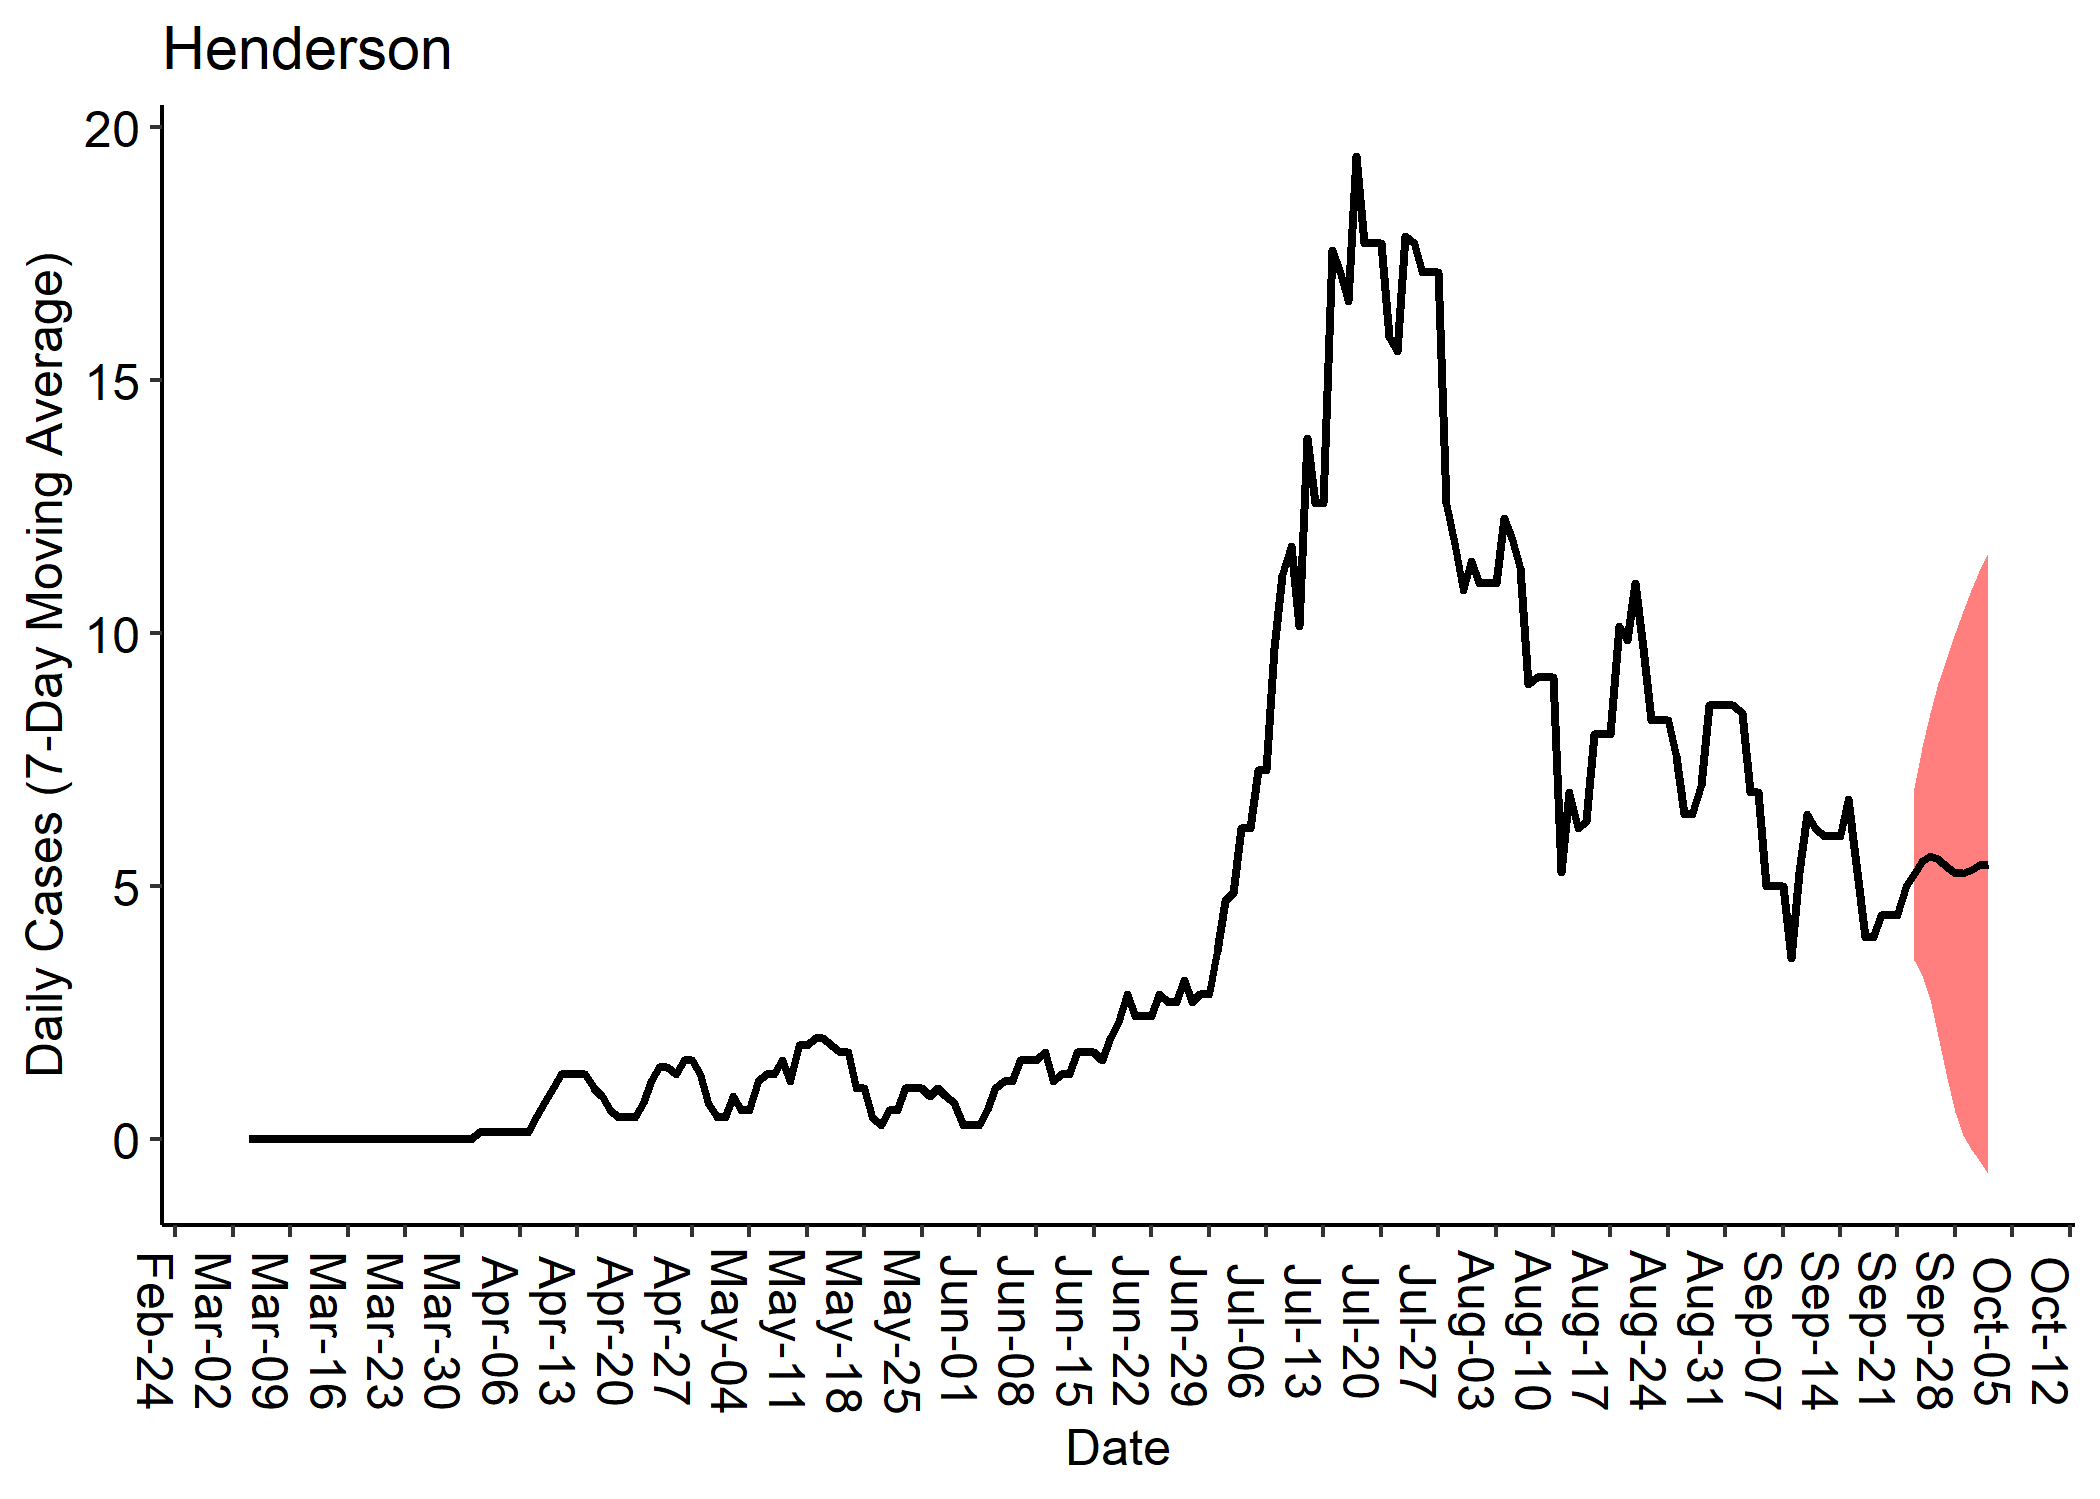 Henderson
20
15
10
5
0
Daily Cases (7-Day Moving Average)
Feb-24
Mar-02
Mar-09
Mar-16
Mar-23
Mar-30
Apr-06
Apr-13
Apr-20
Apr-27
May-04
May-11
May-18
May-25
Jun-01
Jun-08
Jun-15
Jun-22
Jun-29
Jul-06
Jul-13
Jul-20
Jul-27
Aug-03
Aug-10
Aug-17
Aug-24
Aug-31
Sep-07
Sep-14
Sep-21
Sep-28
Oct-05
Oct-12
Date